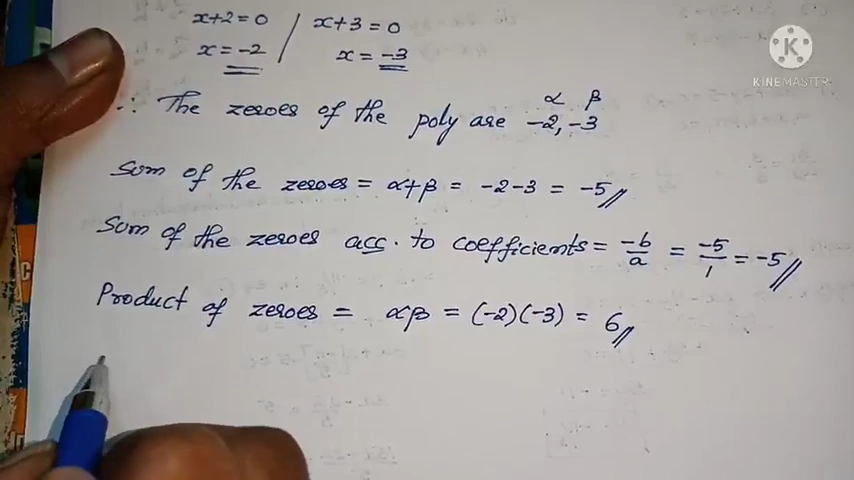 x+2=0 / x+3=0
x=-2 x=-3
KINEMASTER
α β
∴ The zeroes of the poly are -2, -3
Sum of the zeroes = α+β = -2-3 = -5//
Sum of the zeroes acc. to coefficients = -b/a = -5/1 = -5//
Product of zeroes = αβ = (-2)(-3) = 6//